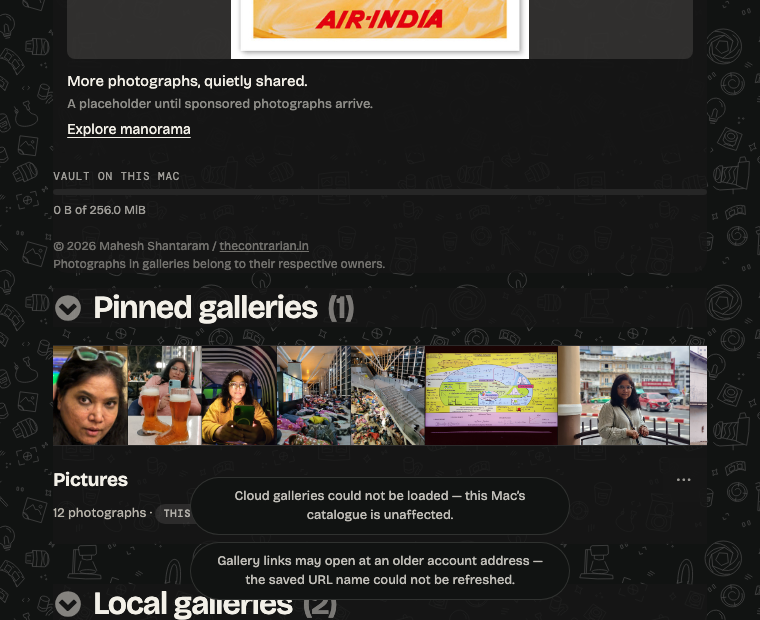 AIR-INDIA
More photographs, quietly shared.
A placeholder until sponsored photographs arrive.
Explore manorama
VAULT ON THIS MAC
0 B of 256.0 MiB
© 2026 Mahesh Shantaram / thecontrarian.in
Photographs in galleries belong to their respective owners.
Pinned galleries (1)
Pictures
12 photographs · THIS
Cloud galleries could not be loaded — this Mac's
catalogue is unaffected.
Gallery links may open at an older account address —
the saved URL name could not be refreshed.
Local galleries (2)